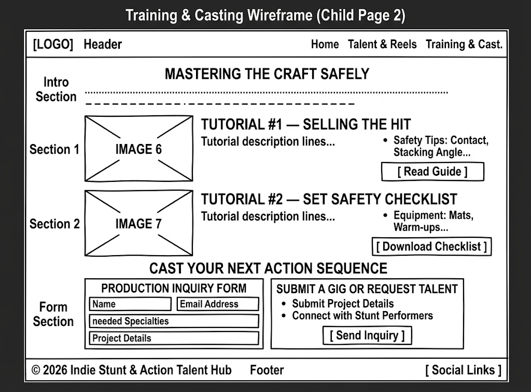 Training & Casting Wireframe (Child Page 2)
[LOGO] Header Home Talent & Reels Training & Cast.
Intro Section
MASTERING THE CRAFT SAFELY
Section 1
IMAGE 6
TUTORIAL #1 — SELLING THE HIT
Tutorial description lines...
• Safety Tips: Contact,
Stacking Angle...
[ Read Guide ]
Section 2
IMAGE 7
TUTORIAL #2 — SET SAFETY CHECKLIST
Tutorial description lines...
• Equipment: Mats,
Warm-ups...
[ Download Checklist ]
CAST YOUR NEXT ACTION SEQUENCE
Form Section
PRODUCTION INQUIRY FORM
Name Email Address
needed Specialties
Project Details
SUBMIT A GIG OR REQUEST TALENT
• Submit Project Details
• Connect with Stunt Performers
[ Send Inquiry ]
© 2026 Indie Stunt & Action Talent Hub Footer [ Social Links ]